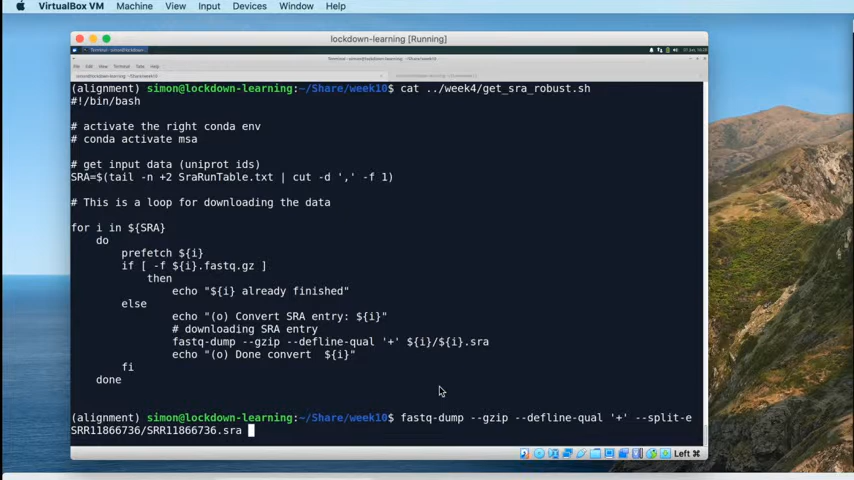 VirtualBox VM Machine View Input Devices Window Help
lockdown-learning [Running]
(alignment) simon@lockdown-learning:~/Share/week10$ cat ../week4/get_sra_robust.sh
#!/bin/bash
# activate the right conda env
# conda activate msa
# get input data (uniprot ids)
SRA=$(tail -n +2 SraRunTable.txt | cut -d ',' -f 1)
# This is a loop for downloading the data
for i in ${SRA}
do
prefetch ${i}
if [ -f ${i}.fastq.gz ]
then
echo "${i} already finished"
else
echo "(o) Convert SRA entry: ${i}"
# downloading SRA entry
fastq-dump --gzip --defline-qual '+' ${i}/${i}.sra
echo "(o) Done convert  ${i}"
fi
done
(alignment) simon@lockdown-learning:~/Share/week10$ fastq-dump --gzip --defline-qual '+' --split-e
SRR11866736/SRR11866736.sra
Left ⌘